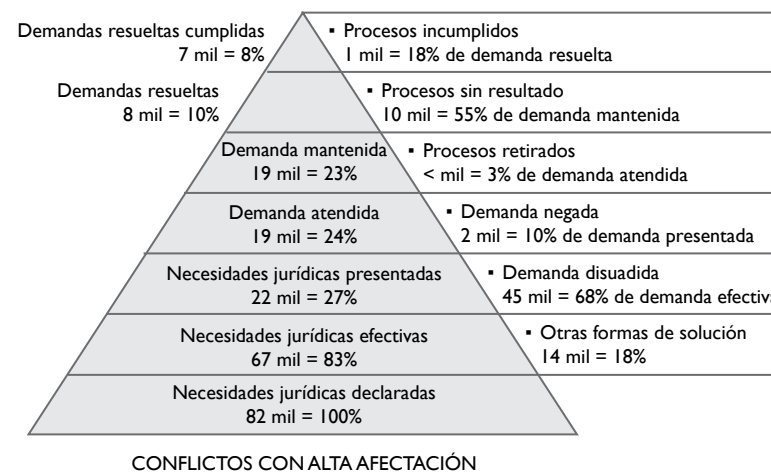 Demandas resueltas cumplidas
7 mil = 8%
▪ Procesos incumplidos
1 mil = 18% de demanda resuelta
Demandas resueltas
8 mil = 10%
▪ Procesos sin resultado
10 mil = 55% de demanda mantenida
Demanda mantenida
19 mil = 23%
▪ Procesos retirados
< mil = 3% de demanda atendida
Demanda atendida
19 mil = 24%
▪ Demanda negada
2 mil = 10% de demanda presentada
Necesidades jurídicas presentadas
22 mil = 27%
▪ Demanda disuadida
45 mil = 68% de demanda efectiva
Necesidades jurídicas efectivas
67 mil = 83%
▪ Otras formas de solución
14 mil = 18%
Necesidades jurídicas declaradas
82 mil = 100%
CONFLICTOS CON ALTA AFECTACIÓN